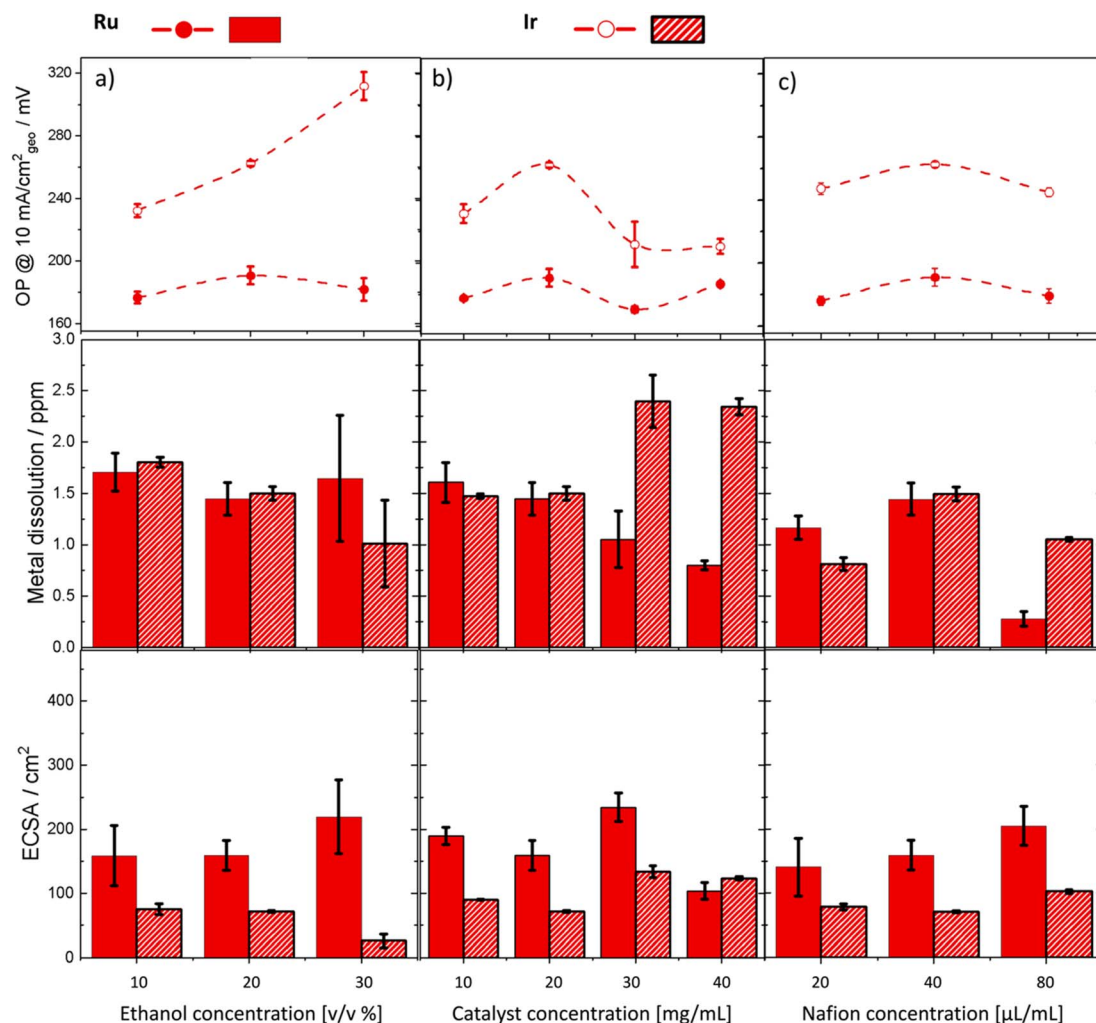 Ru Ir
a) b) c)
OP @ 10 mA/cm²geo / mV
320
280
240
200
160
Metal dissolution / ppm
3.0
2.5
2.0
1.5
1.0
0.5
0.0
ECSA / cm²
400
300
200
100
0
10 20 30 10 20 30 40 20 40 80
Ethanol concentration [v/v %] Catalyst concentration [mg/mL] Nafion concentration [µL/mL]